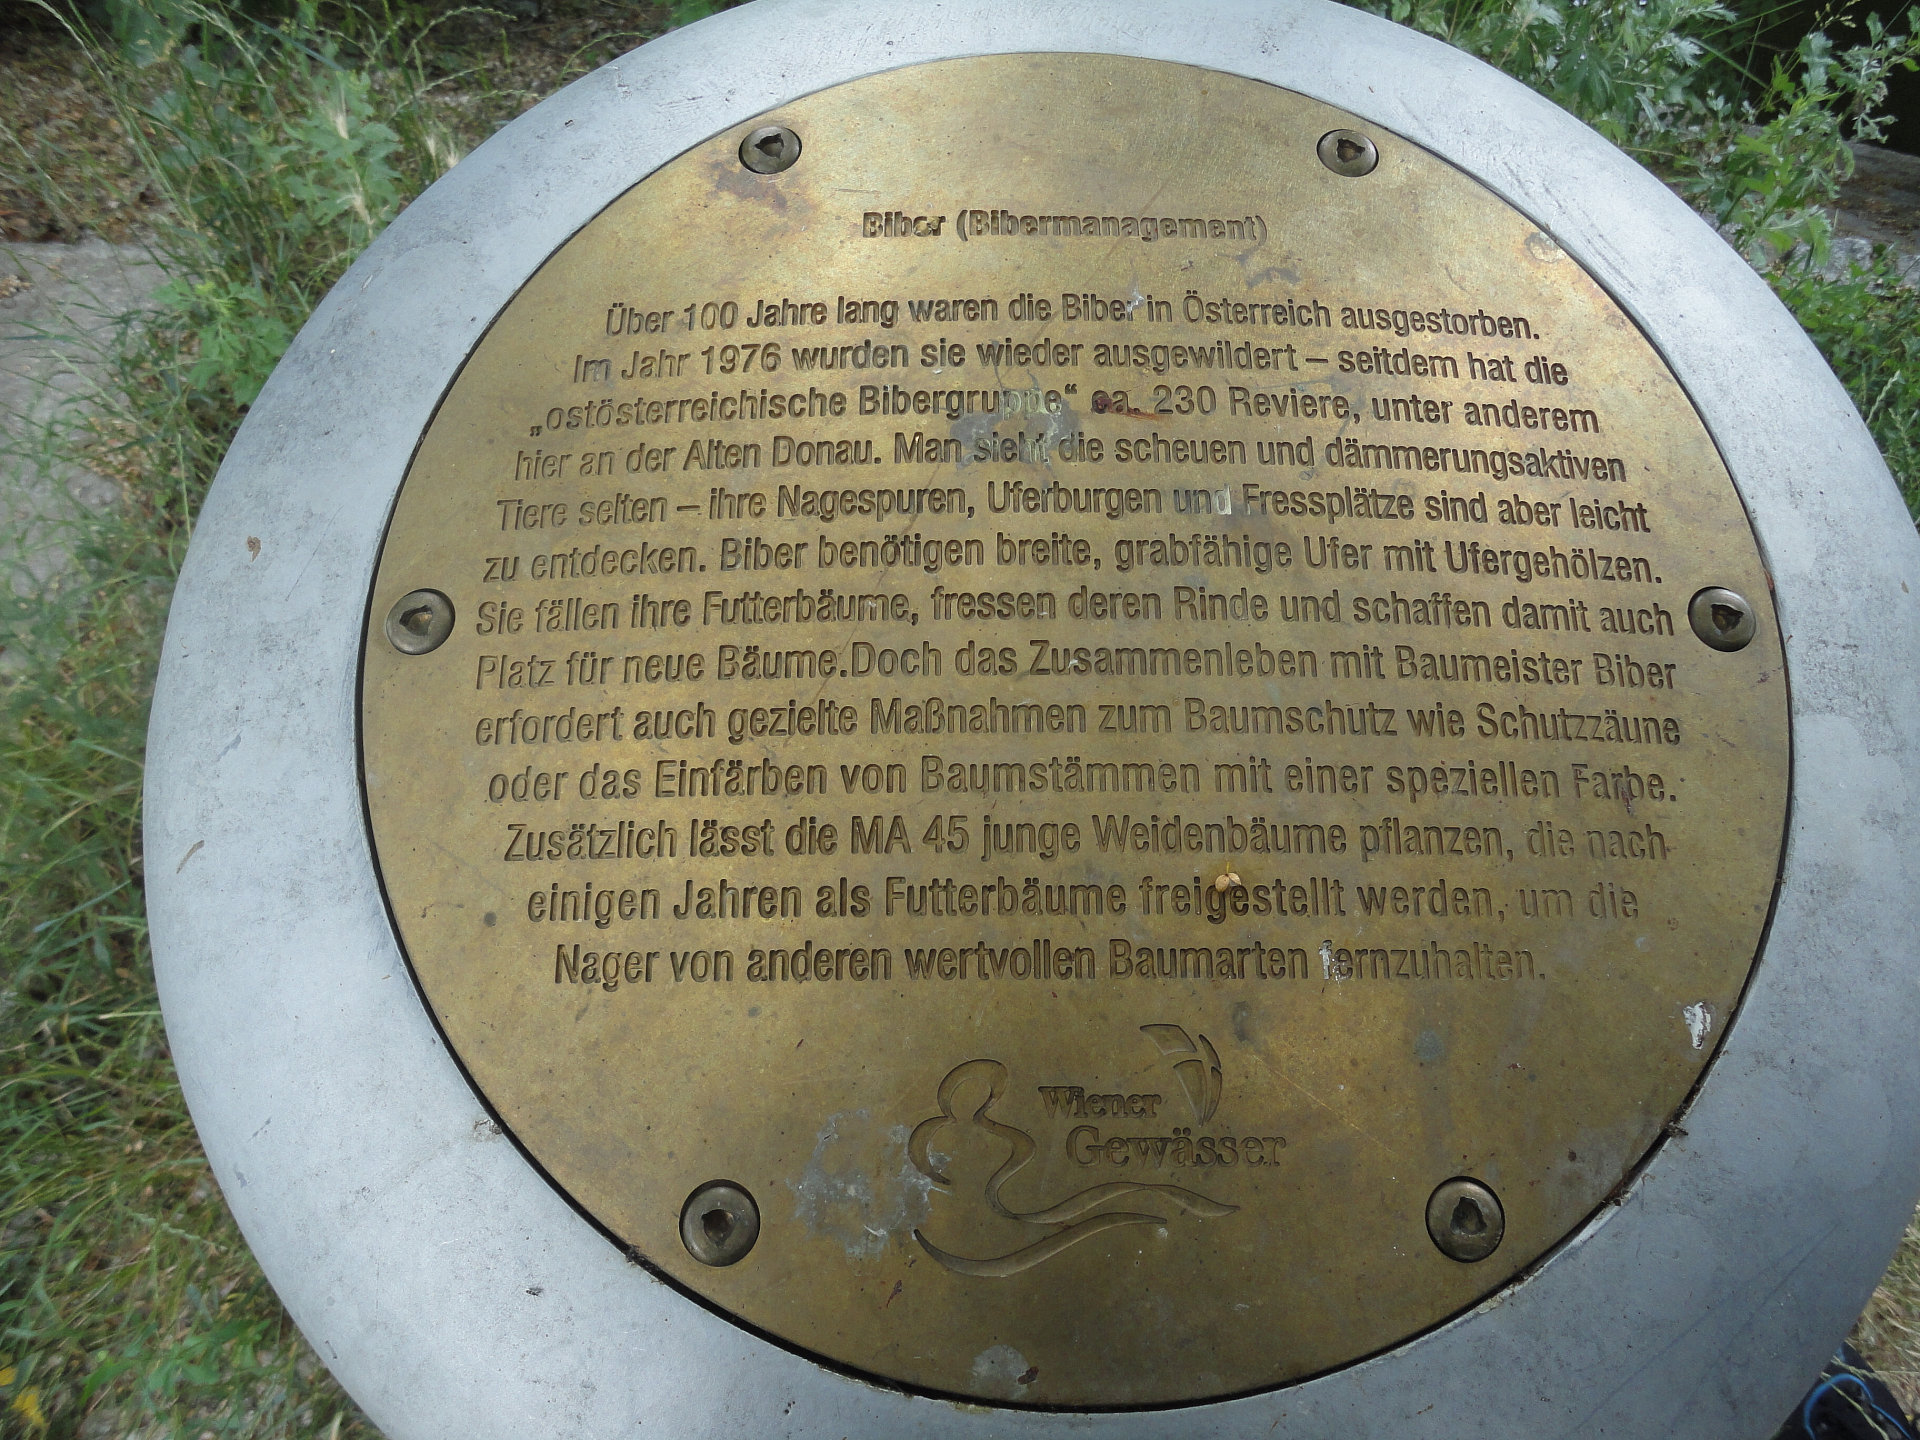 Biber (Bibermanagement)
Über 100 Jahre lang waren die Biber in Österreich ausgestorben.
Im Jahr 1976 wurden sie wieder ausgewildert – seitdem hat die
„ostösterreichische Bibergruppe“ ca. 230 Reviere, unter anderem
hier an der Alten Donau. Man sieht die scheuen und dämmerungsaktiven
Tiere selten – ihre Nagespuren, Uferburgen und Fressplätze sind aber leicht
zu entdecken. Biber benötigen breite, grabfähige Ufer mit Ufergehölzen.
Sie fällen ihre Futterbäume, fressen deren Rinde und schaffen damit auch
Platz für neue Bäume.Doch das Zusammenleben mit Baumeister Biber
erfordert auch gezielte Maßnahmen zum Baumschutz wie Schutzzäune
oder das Einfärben von Baumstämmen mit einer speziellen Farbe.
Zusätzlich lässt die MA 45 junge Weidenbäume pflanzen, die nach
einigen Jahren als Futterbäume freigestellt werden, um die
Nager von anderen wertvollen Baumarten fernzuhalten.
Wiener
Gewässer